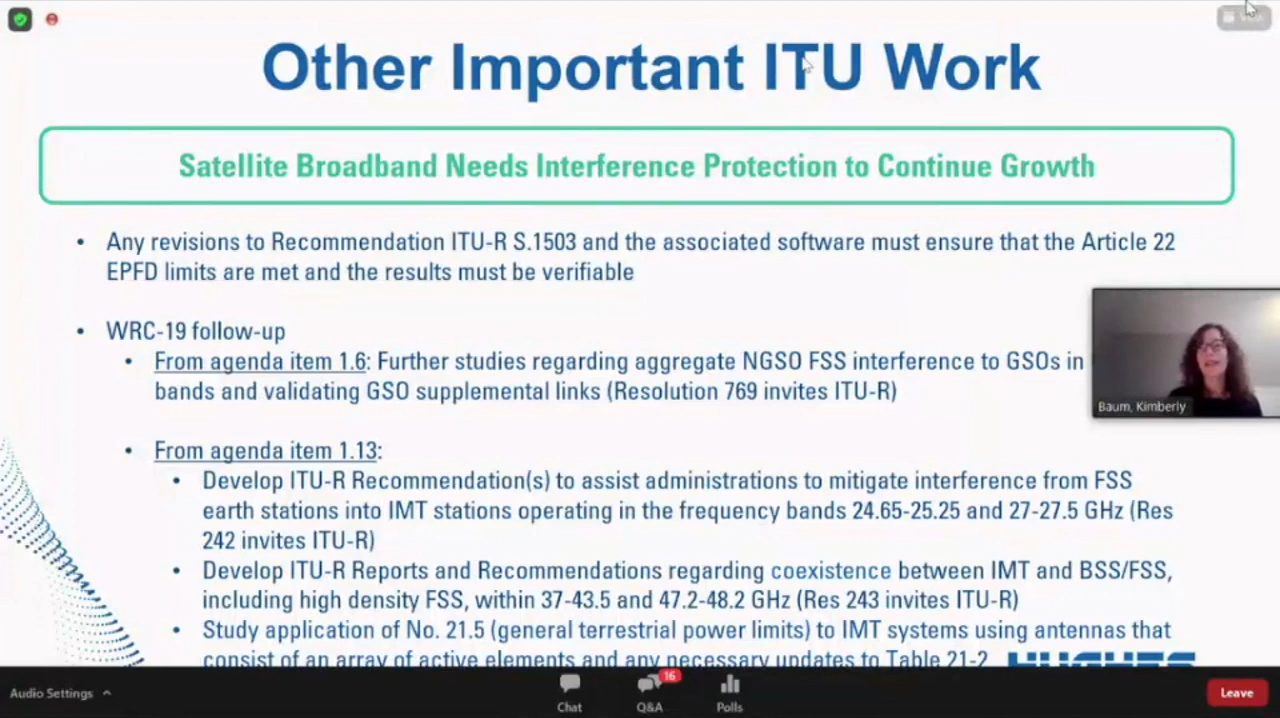 Other Important ITU Work
Satellite Broadband Needs Interference Protection to Continue Growth
• Any revisions to Recommendation ITU-R S.1503 and the associated software must ensure that the Article 22
EPFD limits are met and the results must be verifiable
• WRC-19 follow-up
• From agenda item 1.6: Further studies regarding aggregate NGSO FSS interference to GSOs in
bands and validating GSO supplemental links (Resolution 769 invites ITU-R)
Baum, Kimberly
• From agenda item 1.13:
• Develop ITU-R Recommendation(s) to assist administrations to mitigate interference from FSS
earth stations into IMT stations operating in the frequency bands 24.65-25.25 and 27-27.5 GHz (Res
242 invites ITU-R)
• Develop ITU-R Reports and Recommendations regarding coexistence between IMT and BSS/FSS,
including high density FSS, within 37-43.5 and 47.2-48.2 GHz (Res 243 invites ITU-R)
• Study application of No. 21.5 (general terrestrial power limits) to IMT systems using antennas that
consist of an array of active elements and any necessary updates to Table 21-2
HUGHES
Audio Settings
Chat
16
Q&A
Polls
Leave